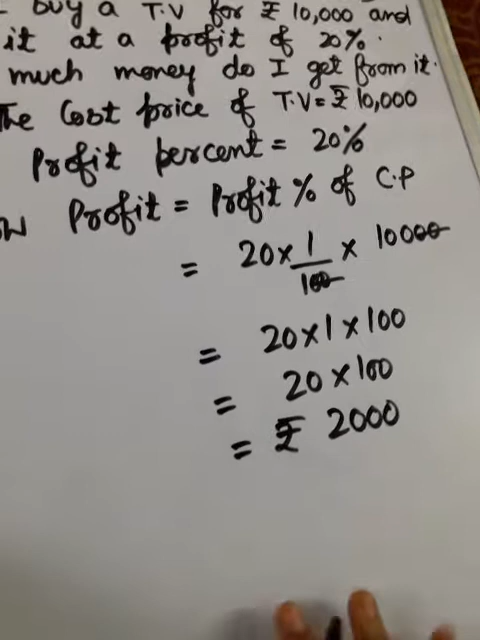 buy a T.V for ₹ 10,000 and
it at a profit of 20%.
much money do I get from it.
The Cost price of T.V = ₹ 10,000
Profit percent = 20%
Profit = Profit % of C.P
= 20 × 1/100 × 10000
= 20 × 1 × 100
= 20 × 100
= ₹ 2000